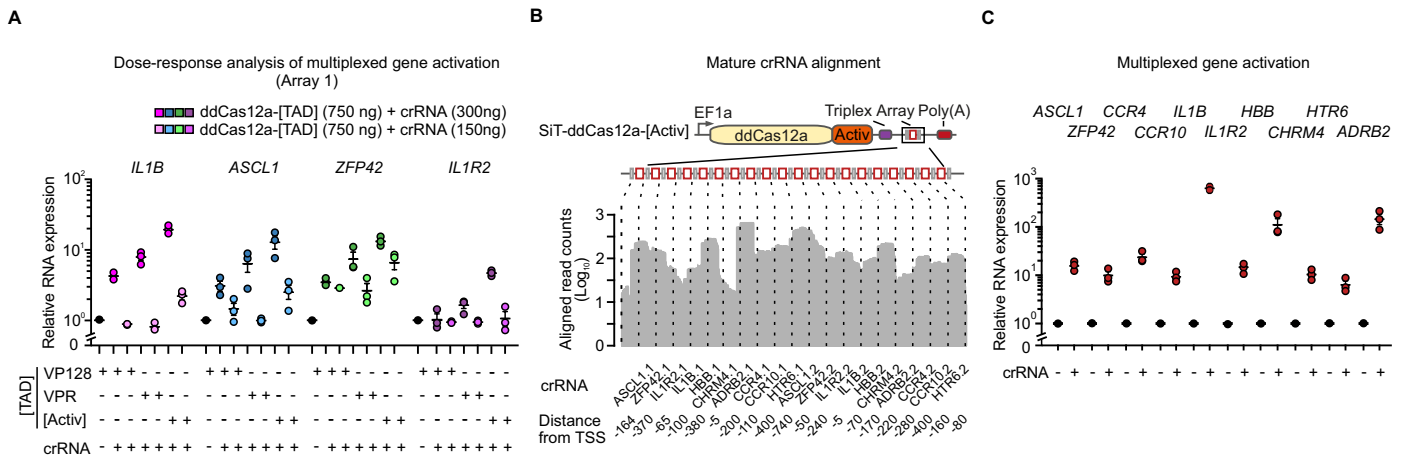 A
Dose-response analysis of multiplexed gene activation
(Array 1)
ddCas12a-[TAD] (750 ng) + crRNA (300ng)
ddCas12a-[TAD] (750 ng) + crRNA (150ng)
IL1B ASCL1 ZFP42 IL1R2
Relative RNA expression
10²
10¹
10⁰
0
[TAD]
VP128 - + + - - - - - + + - - - - - + + - - - - - + + - - - -
VPR - - - + + - - - - - + + - - - - - + + - - - - - + + - -
[Activ] - - - - - + + - - - - - + + - - - - - + + - - - - - + +
crRNA - + + + + + + - + + + + + + - + + + + + + - + + + + + +
B
Mature crRNA alignment
EF1a Triplex Array Poly(A)
SiT-ddCas12a-[Activ] ddCas12a Activ
Aligned read counts
(Log₁₀)
3
2
1
0
crRNA ASCL1.1 ZFP42.1 IL1R2.1 IL1B.1 HBB.1 CHRM4.1 ADRB2.1 CCR4.1 CCR10.1 HTR6.1 ASCL1.2 ZFP42.2 IL1R2.2 IL1B.2 HBB.2 CHRM4.2 ADRB2.2 CCR4.2 CCR10.2 HTR6.2
Distance
from TSS -164 -370 -65 -100 -380 -5 -200 -110 -400 -740 -50 -240 -5 -70 -170 -220 -280 -400 -160 -80
C
Multiplexed gene activation
ASCL1 CCR4 IL1B HBB HTR6
ZFP42 CCR10 IL1R2 CHRM4 ADRB2
Relative RNA expression
10³
10²
10¹
10⁰
0
crRNA - + - + - + - + - + - + - + - + - + - +